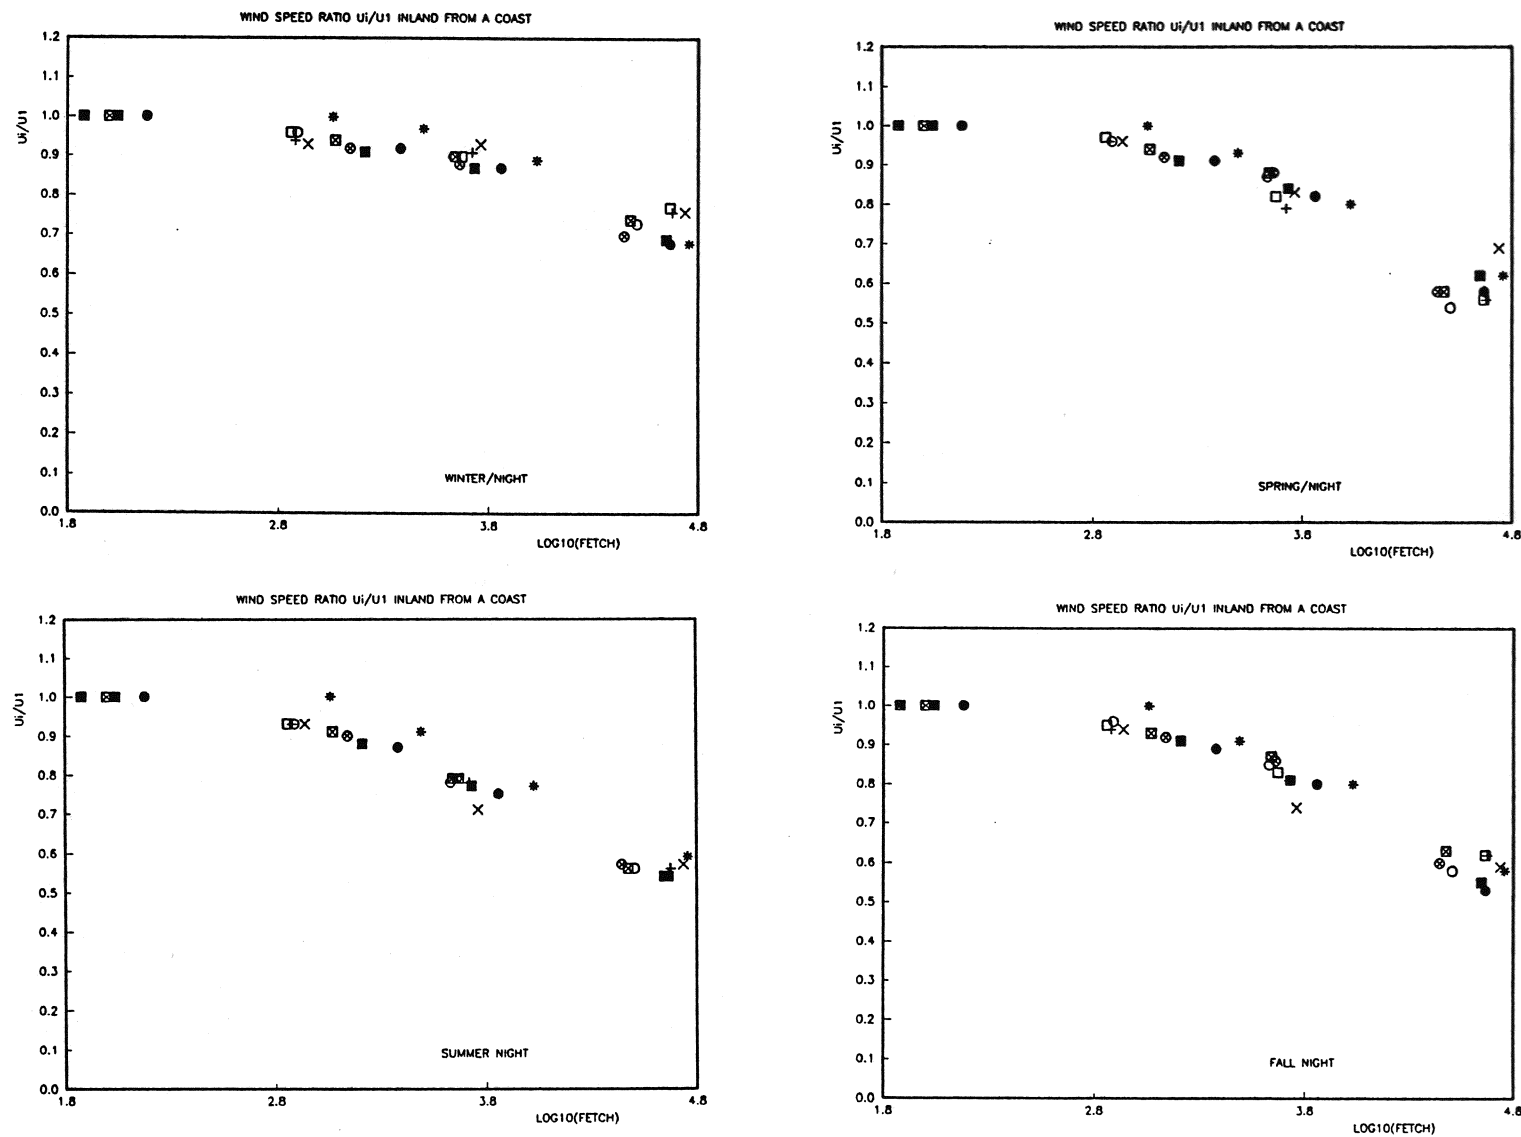 WIND SPEED RATIO Ui/U1 INLAND FROM A COAST
1.2
1.1
1.0
0.9
0.8
0.7
0.6
0.5
0.4
0.3
0.2
0.1
0.0
Ui/U1
WINTER/NIGHT
1.8 2.8 3.8 4.8
LOG10(FETCH)
WIND SPEED RATIO Ui/U1 INLAND FROM A COAST
1.2
1.1
1.0
0.9
0.8
0.7
0.6
0.5
0.4
0.3
0.2
0.1
0.0
Ui/U1
SPRING/NIGHT
1.8 2.8 3.8 4.8
LOG10(FETCH)
WIND SPEED RATIO Ui/U1 INLAND FROM A COAST
1.2
1.1
1.0
0.9
0.8
0.7
0.6
0.5
0.4
0.3
0.2
0.1
0.0
Ui/U1
SUMMER NIGHT
1.8 2.8 3.8 4.8
LOG10(FETCH)
WIND SPEED RATIO Ui/U1 INLAND FROM A COAST
1.2
1.1
1.0
0.9
0.8
0.7
0.6
0.5
0.4
0.3
0.2
0.1
0.0
Ui/U1
FALL NIGHT
1.8 2.8 3.8 4.8
LOG10(FETCH)